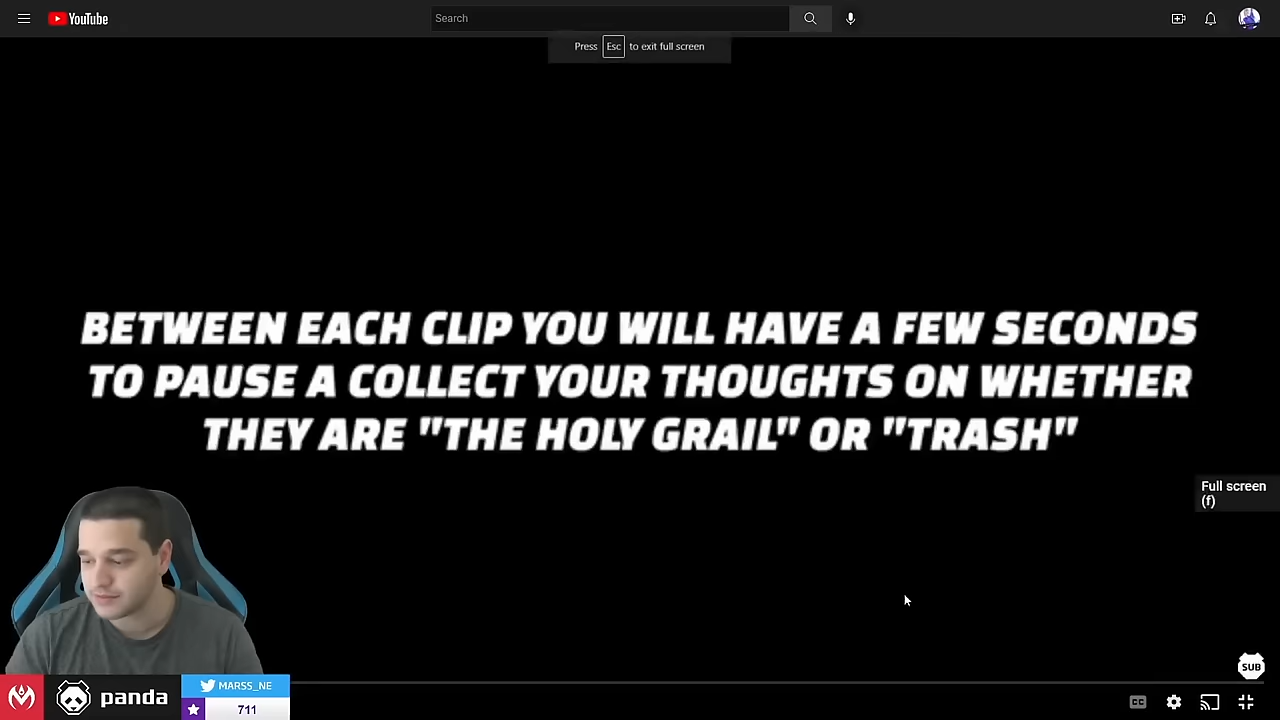 YouTube
Search
Press Esc to exit full screen
BETWEEN EACH CLIP YOU WILL HAVE A FEW SECONDS
TO PAUSE A COLLECT YOUR THOUGHTS ON WHETHER
THEY ARE "THE HOLY GRAIL" OR "TRASH"
Full screen
(f)
SUB
panda
MARSS_NE
711
CC